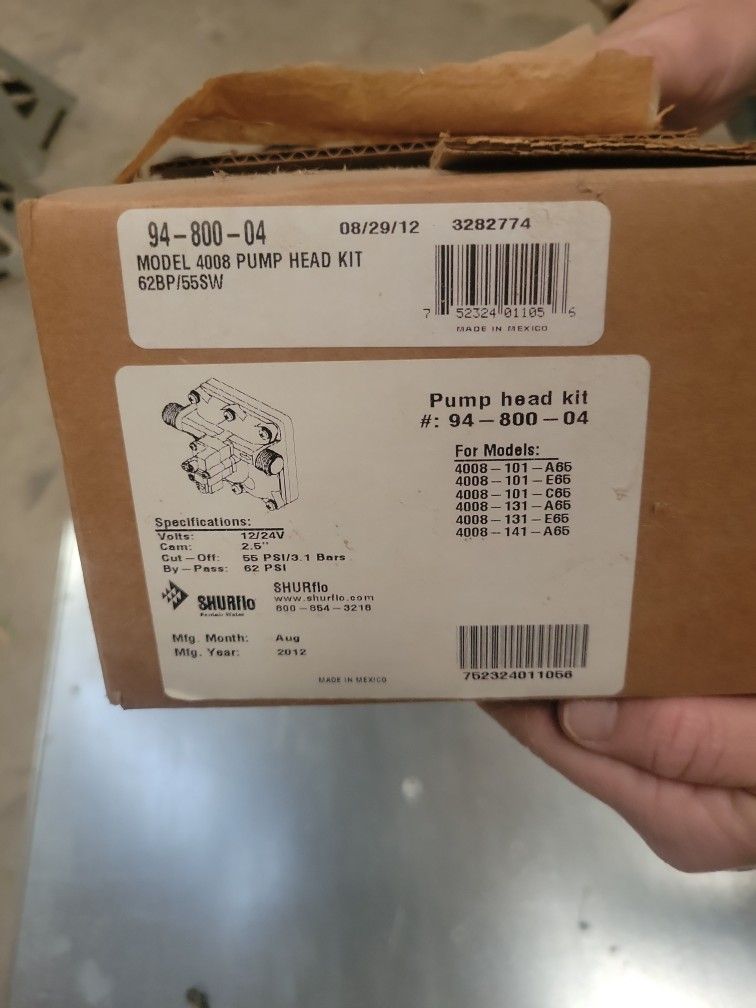 94-800-04 08/29/12 3282774
MODEL 4008 PUMP HEAD KIT
62BP/55SW
7 52324 01105 6
MADE IN MEXICO
Pump head kit
#: 94-800-04
For Models:
4008-101-A65
4008-101-E65
4008-101-C65
4008-131-A65
4008-131-E65
4008-141-A65
Specifications:
Volts: 12/24V
Cam: 2.5"
Cut-Off: 55 PSI/3.1 Bars
By-Pass: 62 PSI
SHURflo
Pentair Water
SHURflo
www.shurflo.com
800-854-3218
Mfg. Month: Aug
Mfg. Year: 2012
MADE IN MEXICO
752324011056